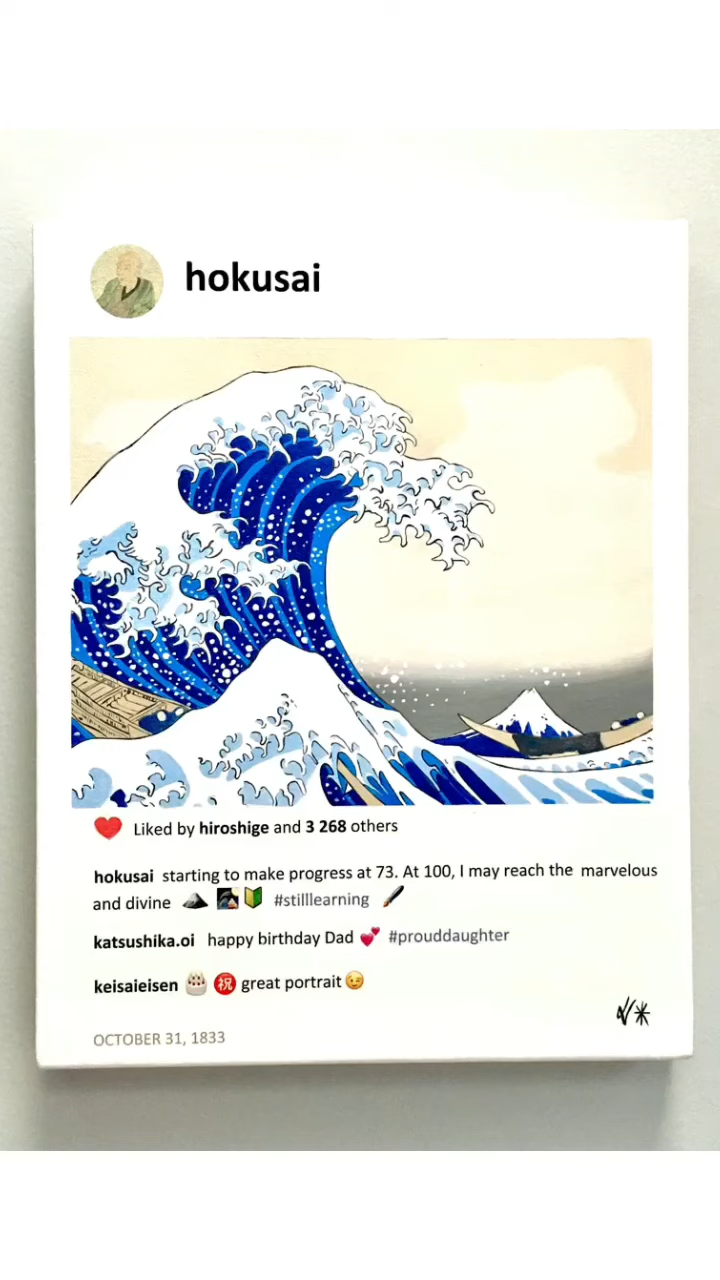 hokusai
Liked by hiroshige and 3 268 others
hokusai starting to make progress at 73. At 100, I may reach the marvelous
and divine 🗻 🌋 🔰 #stilllearning 🖌️
katsushika.oi happy birthday Dad 💕 #prouddaughter
keisaieisen 🎂 ㊗️ great portrait 😉
OCTOBER 31, 1833